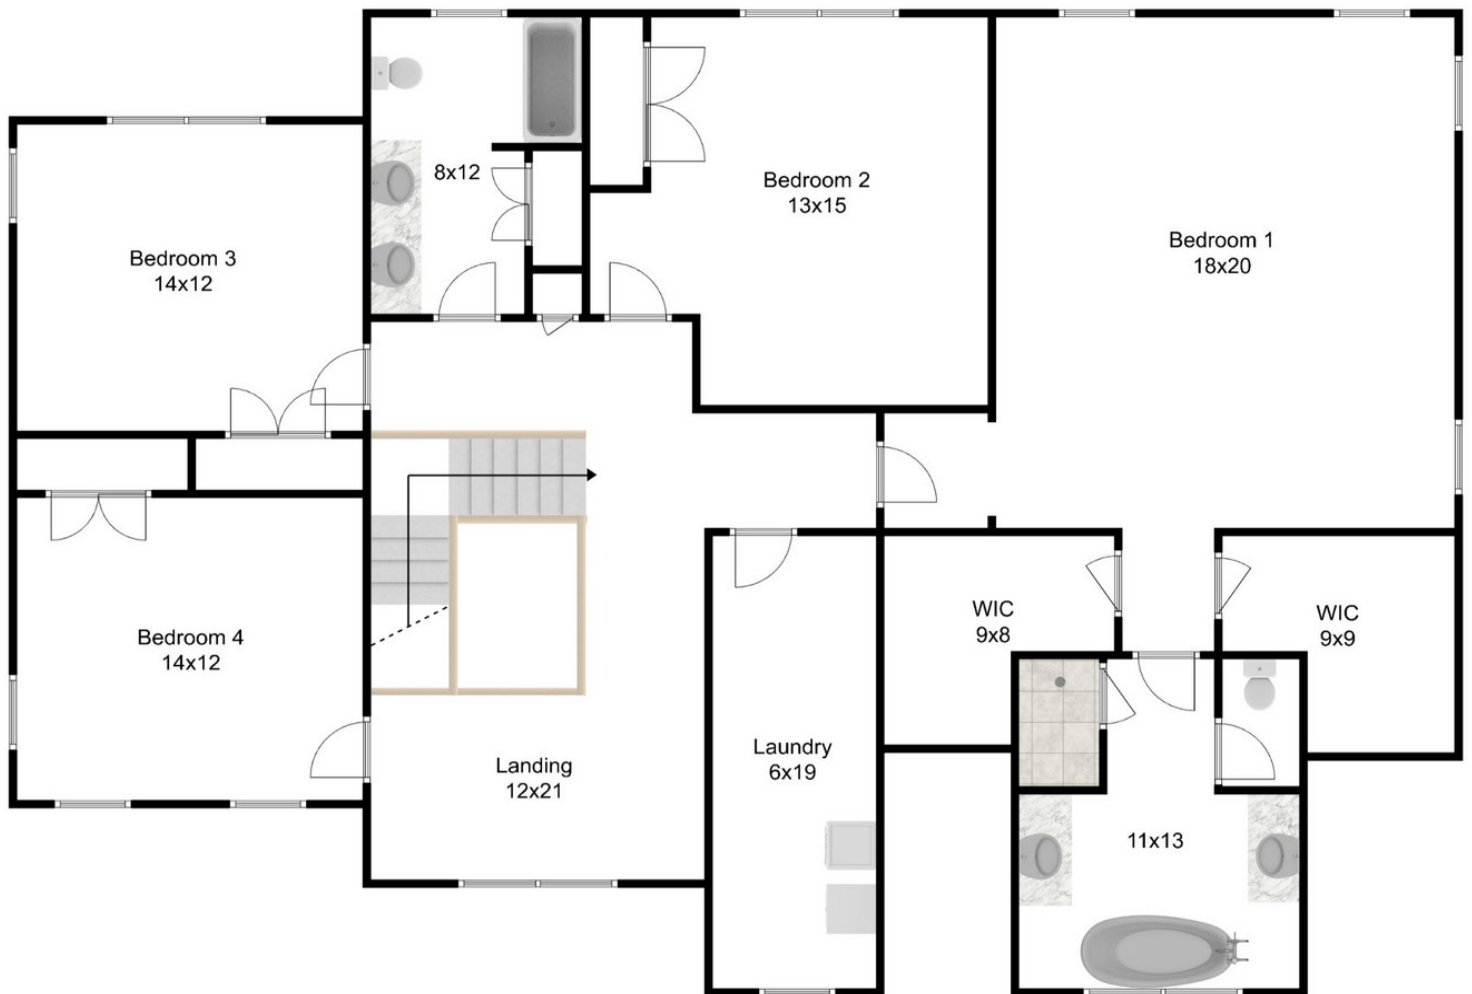 8x12
Bedroom 2
13x15
Bedroom 1
18x20
Bedroom 3
14x12
Bedroom 4
14x12
WIC
9x8
WIC
9x9
Landing
12x21
Laundry
6x19
11x13